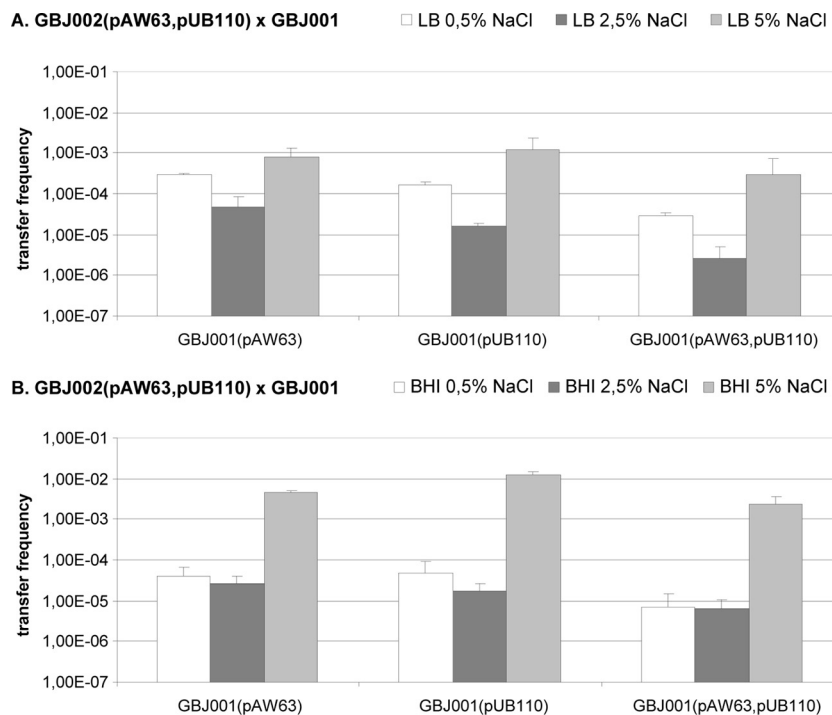 A. GBJ002(pAW63,pUB110) x GBJ001
LB 0,5% NaCl LB 2,5% NaCl LB 5% NaCl
transfer frequency
1,00E-01
1,00E-02
1,00E-03
1,00E-04
1,00E-05
1,00E-06
1,00E-07
GBJ001(pAW63) GBJ001(pUB110) GBJ001(pAW63,pUB110)
B. GBJ002(pAW63,pUB110) x GBJ001
BHI 0,5% NaCl BHI 2,5% NaCl BHI 5% NaCl
transfer frequency
1,00E-01
1,00E-02
1,00E-03
1,00E-04
1,00E-05
1,00E-06
1,00E-07
GBJ001(pAW63) GBJ001(pUB110) GBJ001(pAW63,pUB110)